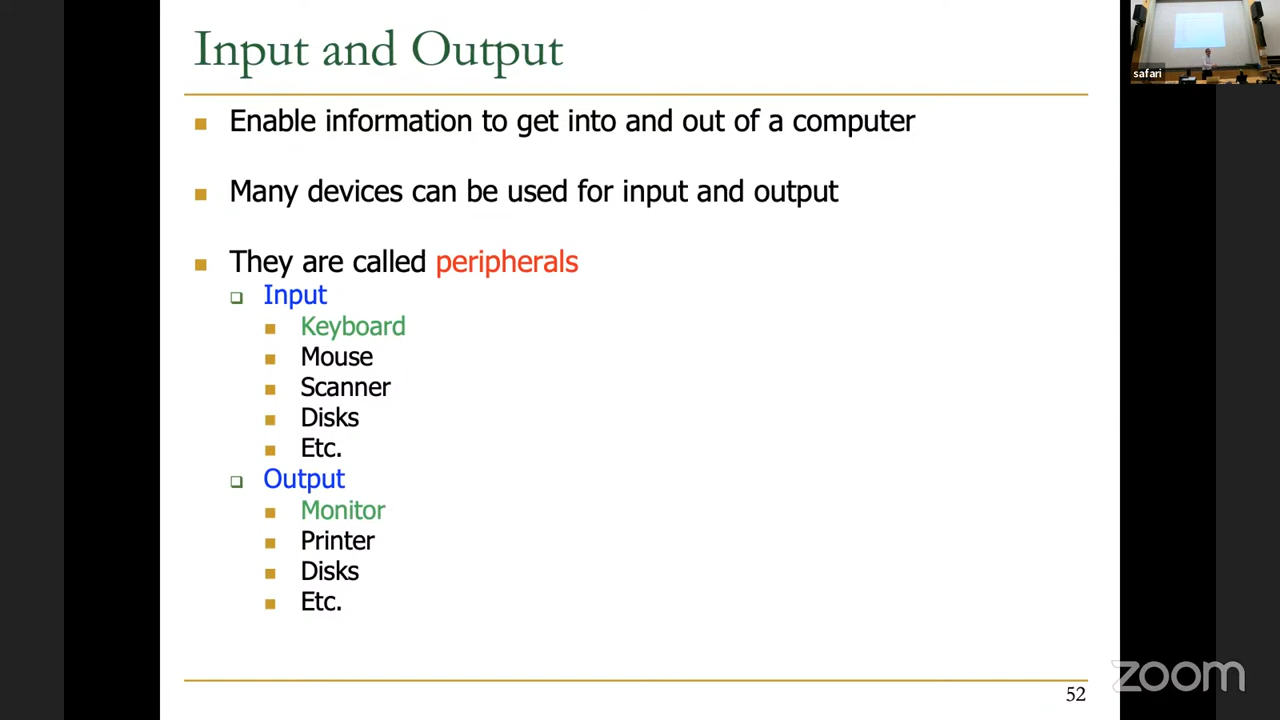 Input and Output
safari
Enable information to get into and out of a computer
Many devices can be used for input and output
They are called peripherals
Input
Keyboard
Mouse
Scanner
Disks
Etc.
Output
Monitor
Printer
Disks
Etc.
zoom
52